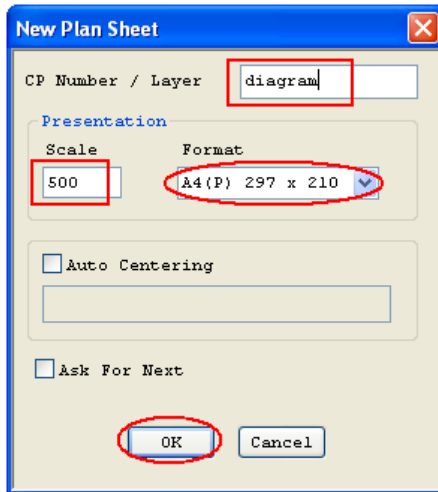 New Plan Sheet
CP Number / Layer diagram
Presentation
Scale Format
500 A4(P) 297 x 210
Auto Centering
Ask For Next
OK Cancel